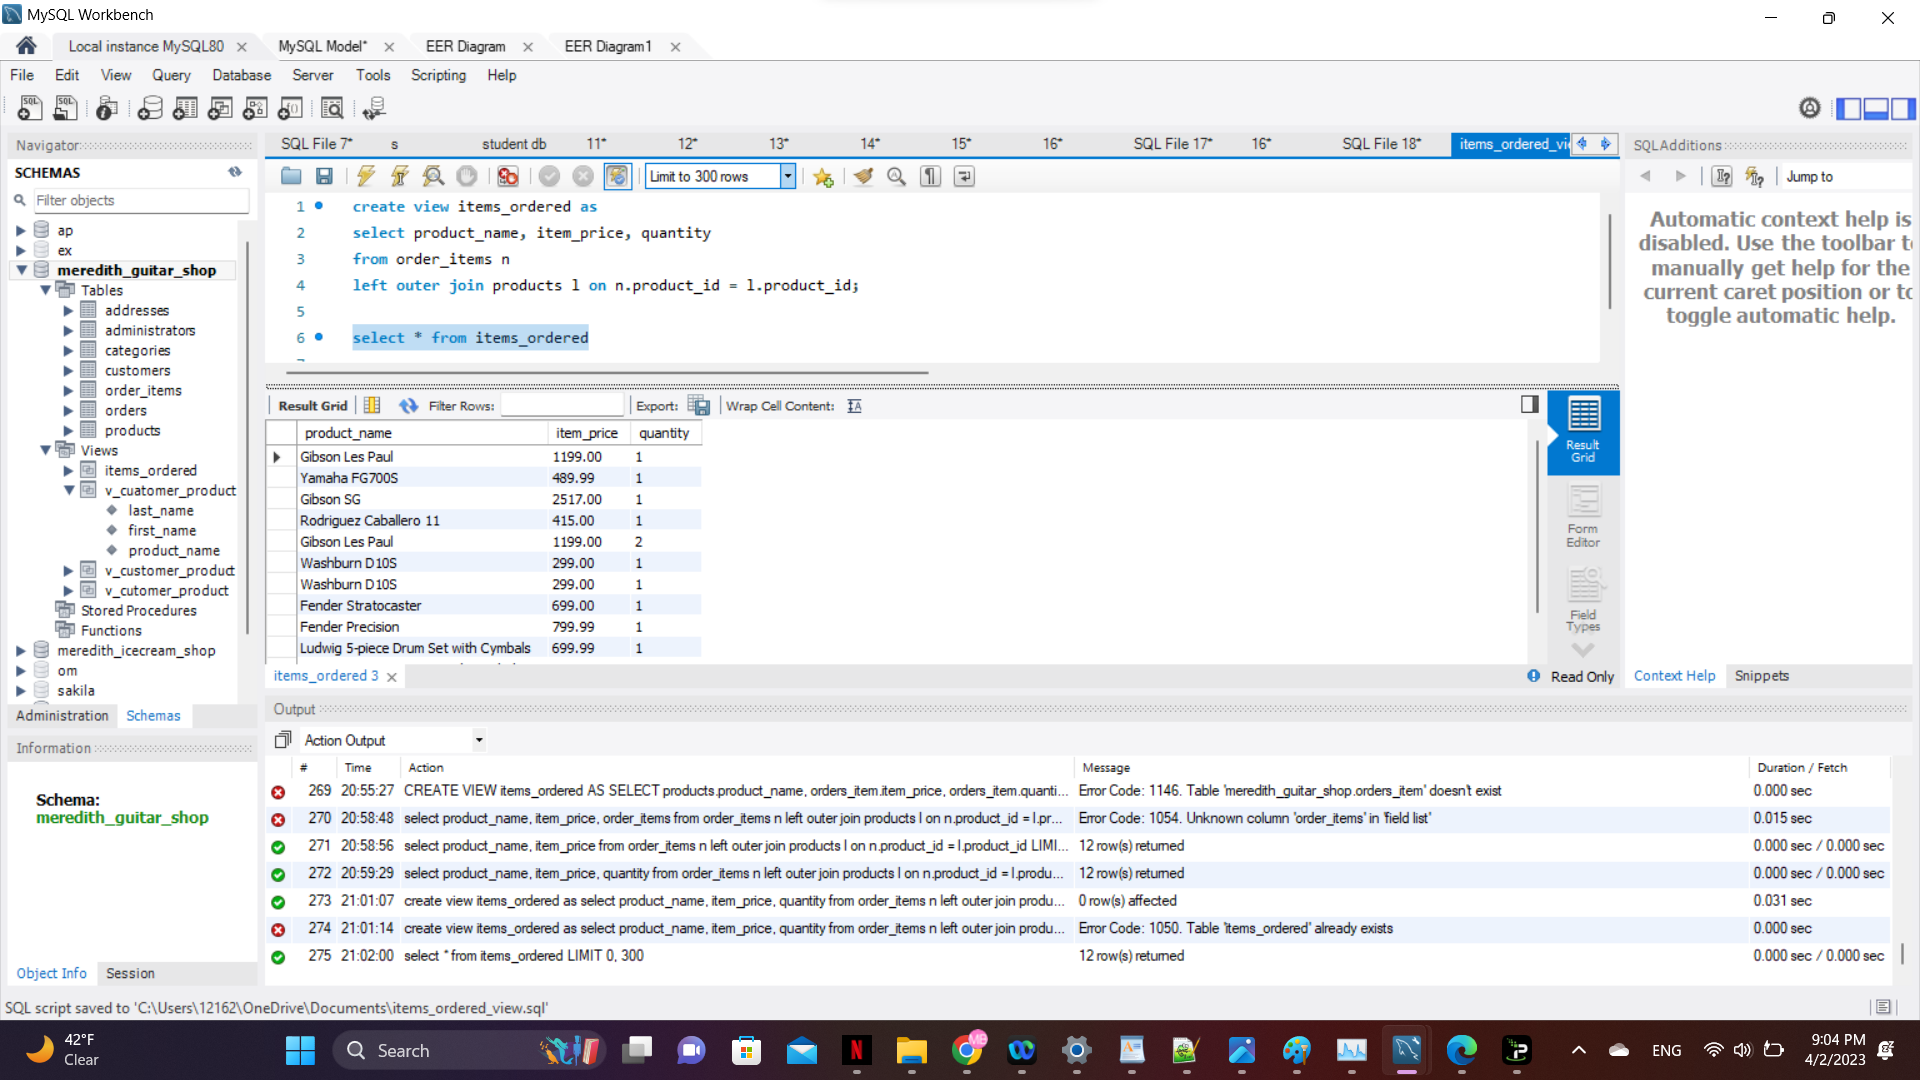 MySQL Workbench
Local instance MySQL80
MySQL Model*
EER Diagram
EER Diagram1
File Edit View Query Database Server Tools Scripting Help
Navigator
SCHEMAS
Filter objects
ap
ex
meredith_guitar_shop
Tables
addresses
administrators
categories
customers
order_items
orders
products
Views
items_ordered
v_cuatomer_product
last_name
first_name
product_name
v_customer_product
v_cutomer_product
Stored Procedures
Functions
meredith_icecream_shop
om
sakila
Administration Schemas
Information
Schema:
meredith_guitar_shop
Object Info Session
SQL File 7* s student db 11* 12* 13* 14* 15* 16* SQL File 17* 16* SQL File 18* items_ordered_vi
Limit to 300 rows
1 create view items_ordered as
2 select product_name, item_price, quantity
3 from order_items n
4 left outer join products l on n.product_id = l.product_id;
5
6 select * from items_ordered
Result Grid Filter Rows: Export: Wrap Cell Content:
product_name item_price quantity
Gibson Les Paul 1199.00 1
Yamaha FG700S 489.99 1
Gibson SG 2517.00 1
Rodriguez Caballero 11 415.00 1
Gibson Les Paul 1199.00 2
Washburn D10S 299.00 1
Washburn D10S 299.00 1
Fender Stratocaster 699.00 1
Fender Precision 799.99 1
Ludwig 5-piece Drum Set with Cymbals 699.99 1
Result
Grid
Form
Editor
Field
Types
items_ordered 3
Read Only
SQLAdditions
Jump to
Automatic context help is
disabled. Use the toolbar t
manually get help for the
current caret position or to
toggle automatic help.
Context Help Snippets
Output
Action Output
# Time Action Message Duration / Fetch
269 20:55:27 CREATE VIEW items_ordered AS SELECT products.product_name, orders_item.item_price, orders_item.quanti... Error Code: 1146. Table 'meredith_guitar_shop.orders_item' doesn't exist 0.000 sec
270 20:58:48 select product_name, item_price, order_items from order_items n left outer join products l on n.product_id = l.pr... Error Code: 1054. Unknown column 'order_items' in 'field list' 0.015 sec
271 20:58:56 select product_name, item_price from order_items n left outer join products l on n.product_id = l.product_id LIMI... 12 row(s) returned 0.000 sec / 0.000 sec
272 20:59:29 select product_name, item_price, quantity from order_items n left outer join products l on n.product_id = l.produ... 12 row(s) returned 0.000 sec / 0.000 sec
273 21:01:07 create view items_ordered as select product_name, item_price, quantity from order_items n left outer join produ... 0 row(s) affected 0.031 sec
274 21:01:14 create view items_ordered as select product_name, item_price, quantity from order_items n left outer join produ... Error Code: 1050. Table 'items_ordered' already exists 0.000 sec
275 21:02:00 select * from items_ordered LIMIT 0, 300 12 row(s) returned 0.000 sec / 0.000 sec
SQL script saved to 'C:\Users\12162\OneDrive\Documents\items_ordered_view.sql'
42°F
Clear
Search
MB
ENG
9:04 PM
4/2/2023